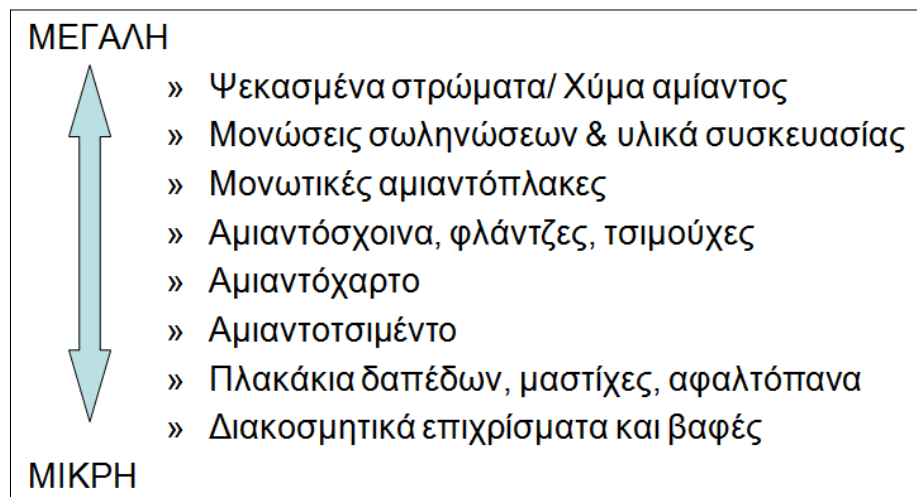 ΜΕΓΑΛΗ
» Ψεκασμένα στρώματα/ Χύμα αμίαντος
» Μονώσεις σωληνώσεων & υλικά συσκευασίας
» Μονωτικές αμιαντόπλακες
» Αμιαντόσχοινα, φλάντζες, τσιμούχες
» Αμιαντόχαρτο
» Αμιαντοτσιμέντο
» Πλακάκια δαπέδων, μαστίχες, αφαλτόπανα
» Διακοσμητικά επιχρίσματα και βαφές
ΜΙΚΡΗ